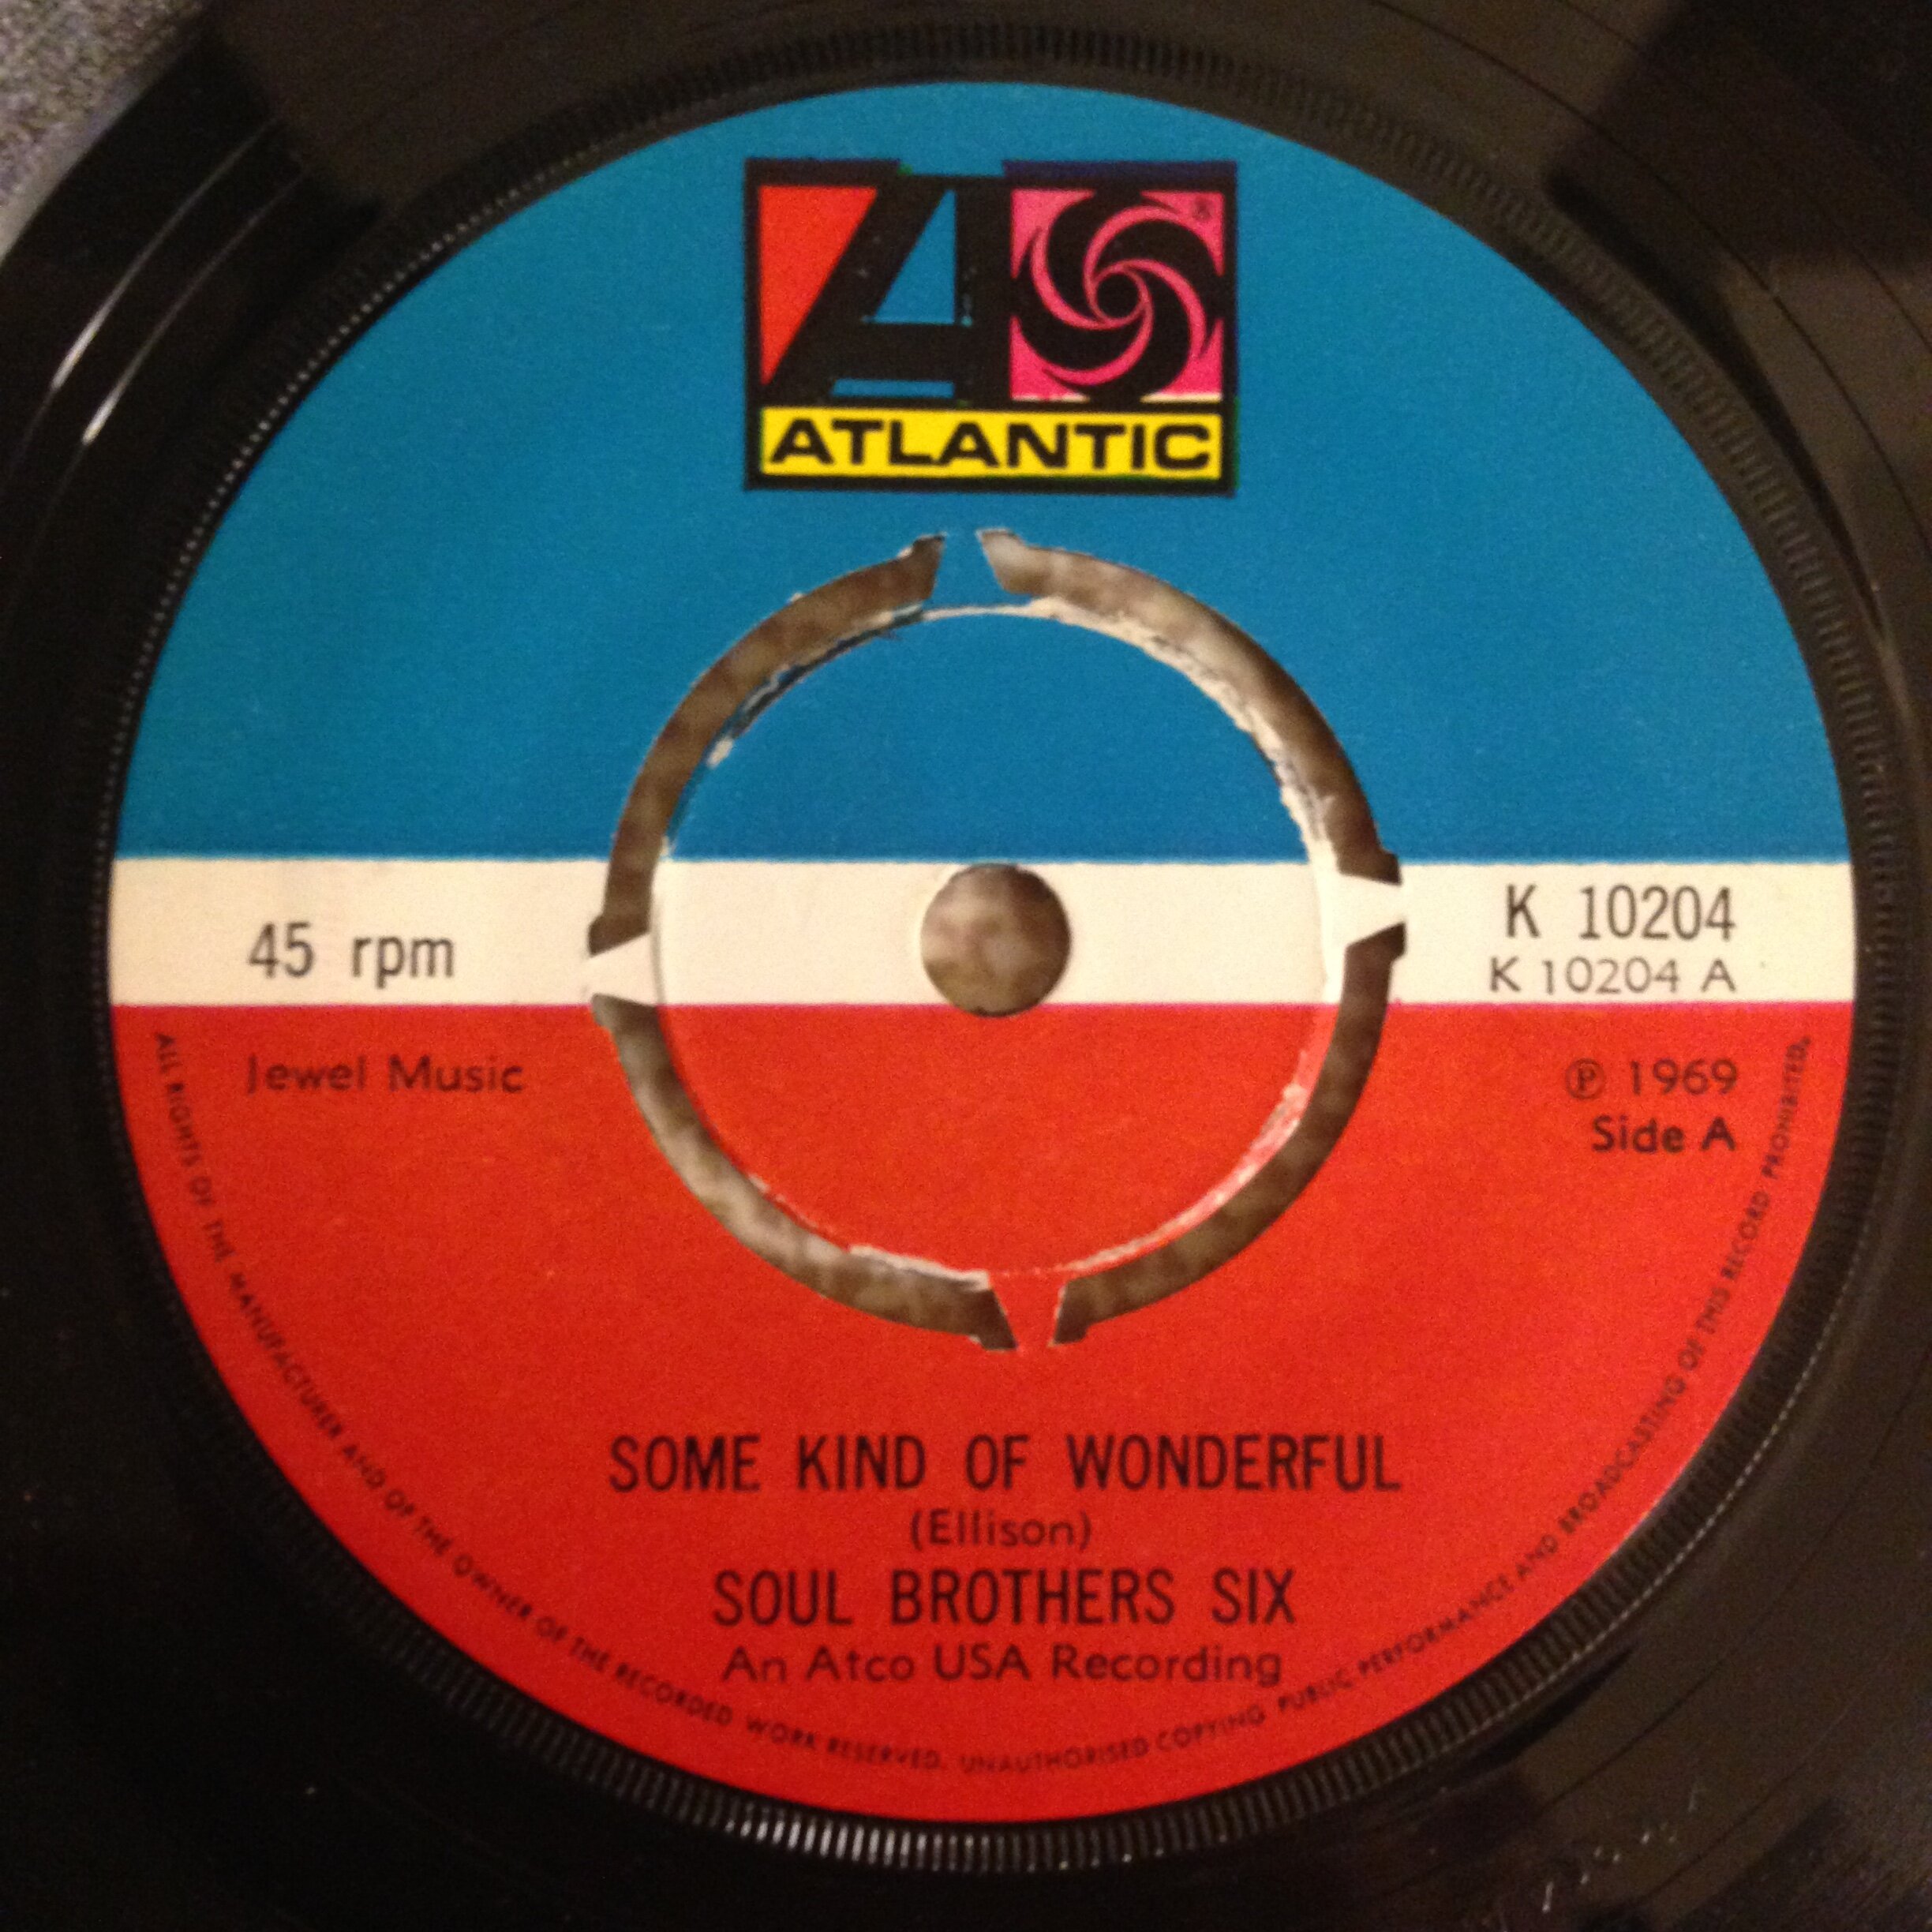 ®
ATLANTIC
45 rpm
K 10204
K 10204 A
Jewel Music
℗ 1969
Side A
SOME KIND OF WONDERFUL
(Ellison)
SOUL BROTHERS SIX
An Atco USA Recording
ALL RIGHTS OF THE MANUFACTURER AND OF THE OWNER OF THE RECORDED WORK RESERVED. UNAUTHORISED COPYING PUBLIC PERFORMANCE AND BROADCASTING OF THIS RECORD PROHIBITED.